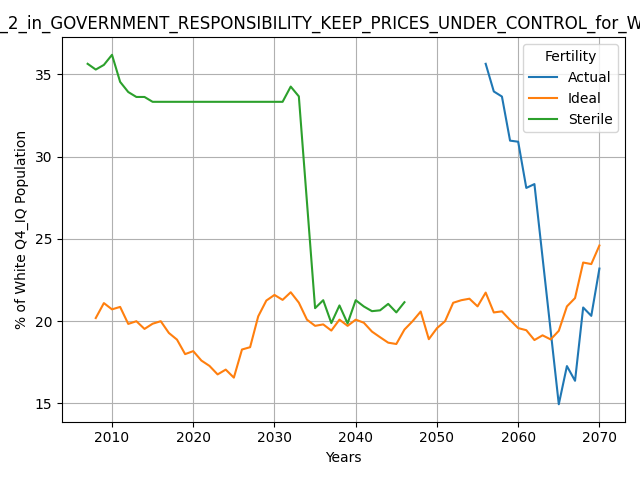 _2_in_GOVERNMENT_RESPONSIBILITY_KEEP_PRICES_UNDER_CONTROL_for_W
Fertility
Actual
Ideal
Sterile
% of White Q4_IQ Population
35
30
25
20
15
2010
2020
2030
2040
2050
2060
2070
Years